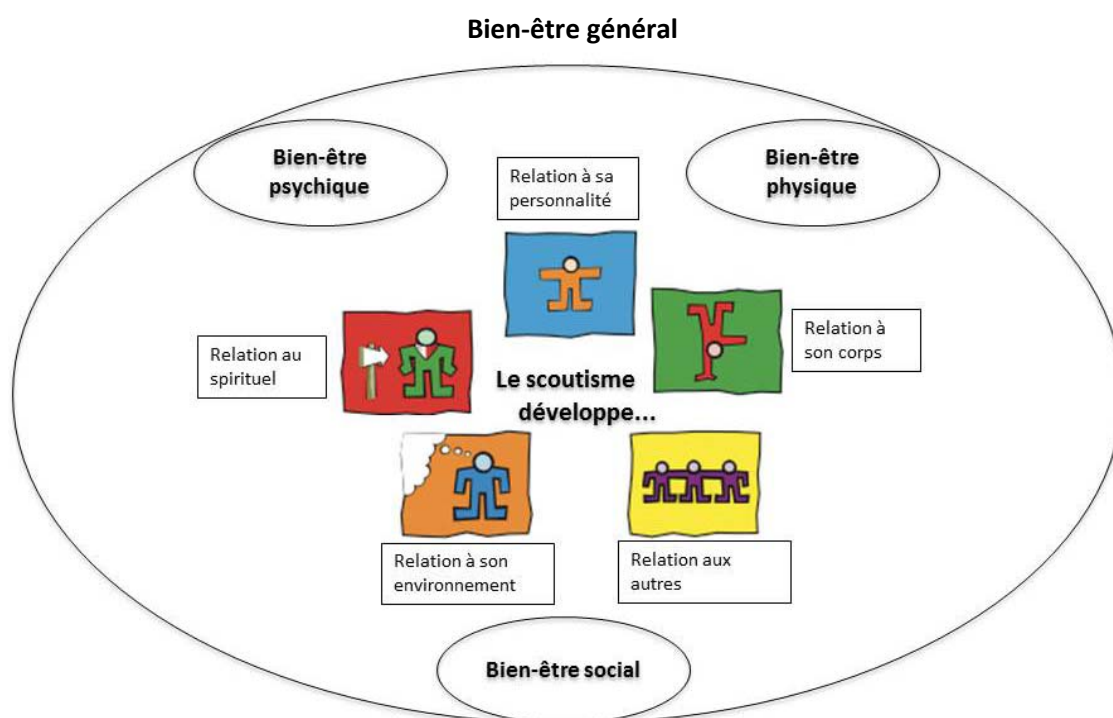 Bien-être général
Bien-être
psychique
Bien-être
physique
Relation à sa
personnalité
Relation à
son corps
Relation au
spirituel
Le scoutisme
développe...
Relation à son
environnement
Relation aux
autres
Bien-être social